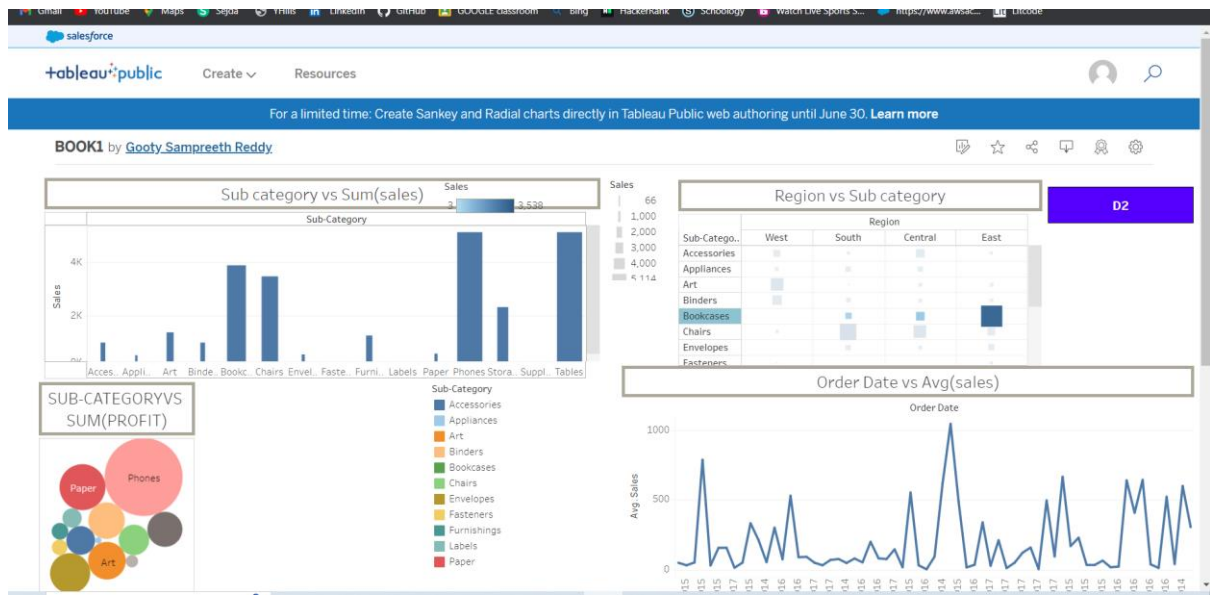 Gmail YouTube Maps Sejda YHills LinkedIn GitHub GOOGLE classroom Bing HackerRank Schoology Watch Live Sports S... https://www.awsac... Litcode
salesforce
+ableau public Create Resources
For a limited time: Create Sankey and Radial charts directly in Tableau Public web authoring until June 30. Learn more
BOOK1 by Gooty Sampreeth Reddy
Sub category vs Sum(sales)
Sales
3 3,538
Sub-Category
Sales
4K
2K
0K
Acces.. Appli.. Art Binde.. Bookc.. Chairs Envel.. Faste.. Furni.. Labels Paper Phones Stora.. Suppl.. Tables
Sales
66
1,000
2,000
3,000
4,000
5,114
Region vs Sub category
Region
Sub-Catego.. West South Central East
Accessories
Appliances
Art
Binders
Bookcases
Chairs
Envelopes
Fasteners
D2
SUB-CATEGORYVS
SUM(PROFIT)
Phones
Paper
Art
Sub-Category
Accessories
Appliances
Art
Binders
Bookcases
Chairs
Envelopes
Fasteners
Furnishings
Labels
Paper
Order Date vs Avg(sales)
Order Date
Avg. Sales
1000
500
0